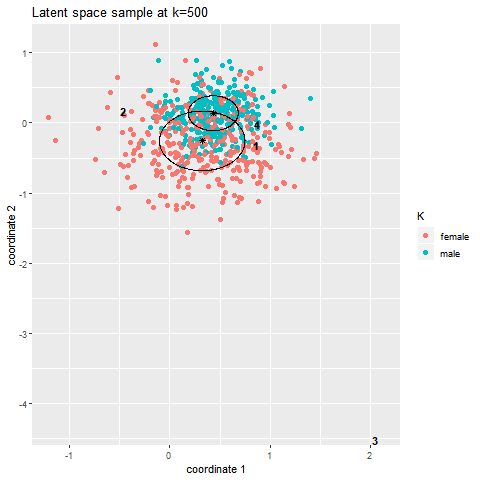 Latent space sample at k=500
coordinate 2
1
0
-1
-2
-3
-4
2
4
1
3
-1
0
1
2
coordinate 1
K
female
male